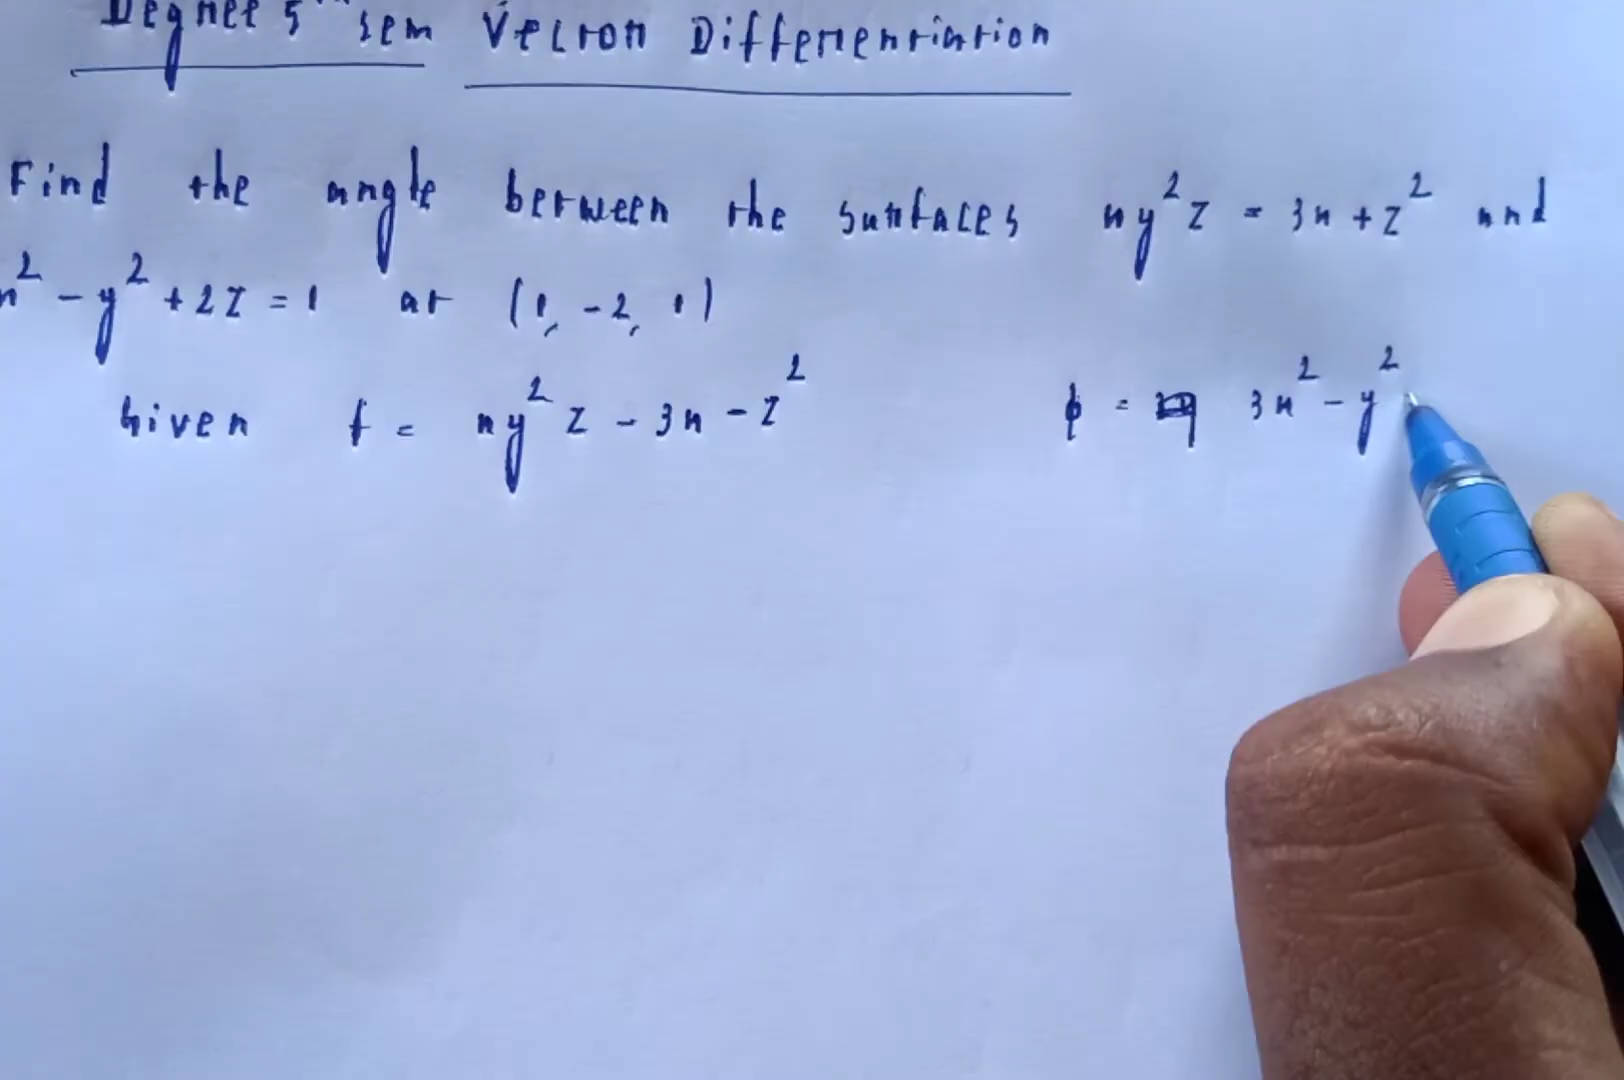 Degree 5th sem Vector Differentiation
Find the angle between the surfaces xy²z = 3x + z² and
x² - y² + 2z = 1 at (1, -2, 1)
Given f = xy²z - 3x - z² ϕ = 3x² - y²